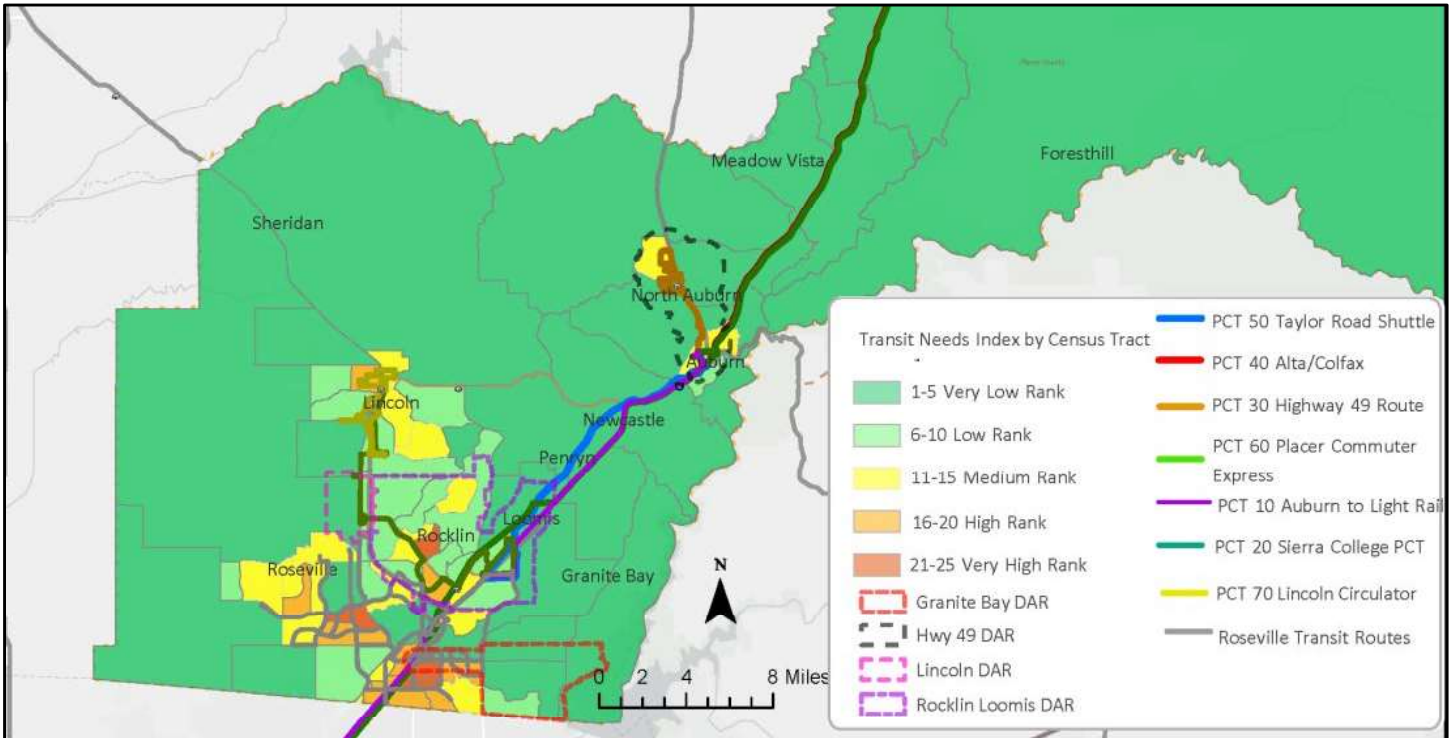 Meadow Vista
Foresthill
Sheridan
North Auburn
Auburn
Lincoln
Newcastle
Penryn
Loomis
Rocklin
Roseville
Granite Bay
N
0 2 4 8 Miles
Transit Needs Index by Census Tract
1-5 Very Low Rank
6-10 Low Rank
11-15 Medium Rank
16-20 High Rank
21-25 Very High Rank
Granite Bay DAR
Hwy 49 DAR
Lincoln DAR
Rocklin Loomis DAR
PCT 50 Taylor Road Shuttle
PCT 40 Alta/Colfax
PCT 30 Highway 49 Route
PCT 60 Placer Commuter
Express
PCT 10 Auburn to Light Rail
PCT 20 Sierra College PCT
PCT 70 Lincoln Circulator
Roseville Transit Routes